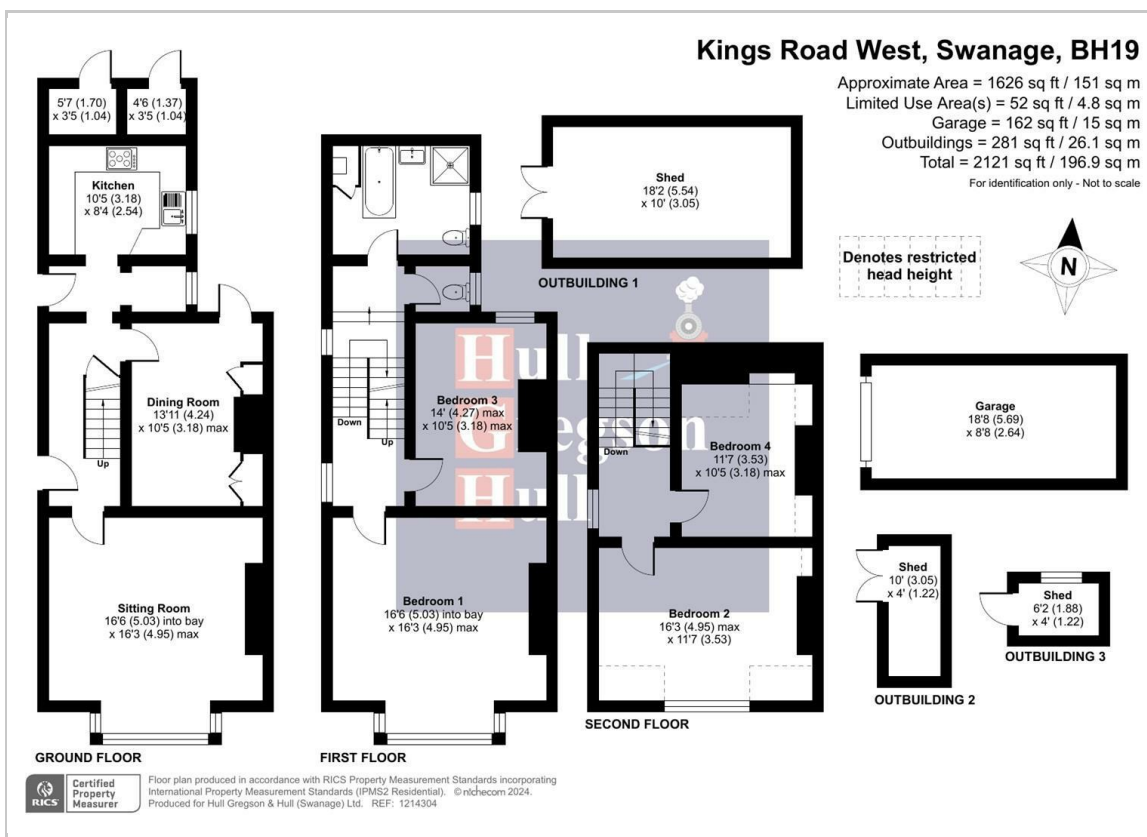 Kings Road West, Swanage, BH19
Approximate Area = 1626 sq ft / 151 sq m
Limited Use Area(s) = 52 sq ft / 4.8 sq m
Garage = 162 sq ft / 15 sq m
Outbuildings = 281 sq ft / 26.1 sq m
Total = 2121 sq ft / 196.9 sq m
For identification only - Not to scale
5'7 (1.70)
x 3'5 (1.04)
4'6 (1.37)
x 3'5 (1.04)
Kitchen
10'5 (3.18)
x 8'4 (2.54)
Dining Room
13'11 (4.24)
x 10'5 (3.18) max
Up
Sitting Room
16'6 (5.03) into bay
x 16'3 (4.95) max
GROUND FLOOR
Down
Up
Bedroom 3
14' (4.27) max
x 10'5 (3.18) max
Bedroom 1
16'6 (5.03) into bay
x 16'3 (4.95) max
FIRST FLOOR
Hull
Gregson
Hull
Down
Bedroom 4
11'7 (3.53)
x 10'5 (3.18) max
Bedroom 2
16'3 (4.95) max
x 11'7 (3.53)
SECOND FLOOR
Shed
18'2 (5.54)
x 10' (3.05)
OUTBUILDING 1
Denotes restricted
head height
N
Garage
18'8 (5.69)
x 8'8 (2.64)
Shed
10' (3.05)
x 4' (1.22)
OUTBUILDING 2
Shed
6'2 (1.88)
x 4' (1.22)
OUTBUILDING 3
RICS
Certified
Property
Measurer
Floor plan produced in accordance with RICS Property Measurement Standards incorporating
International Property Measurement Standards (IPMS2 Residential). © nichecom 2024.
Produced for Hull Gregson & Hull (Swanage) Ltd. REF: 1214304